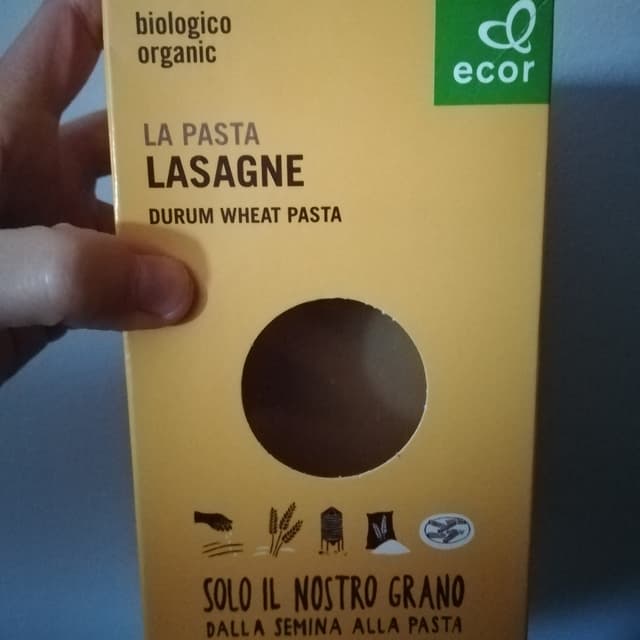 biologico
organic
ecor
LA PASTA
LASAGNE
DURUM WHEAT PASTA
SOLO IL NOSTRO GRANO
DALLA SEMINA ALLA PASTA